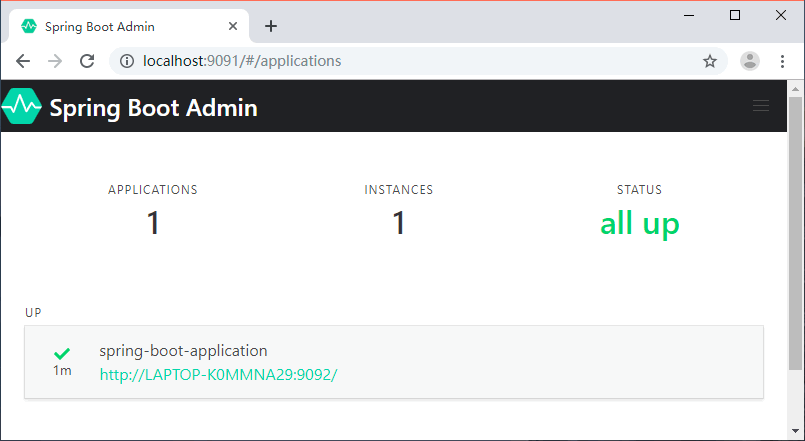 Spring Boot Admin
localhost:9091/#/applications
Spring Boot Admin
APPLICATIONS INSTANCES STATUS
1 1 all up
UP
spring-boot-application
1m
http://LAPTOP-K0MMNA29:9092/